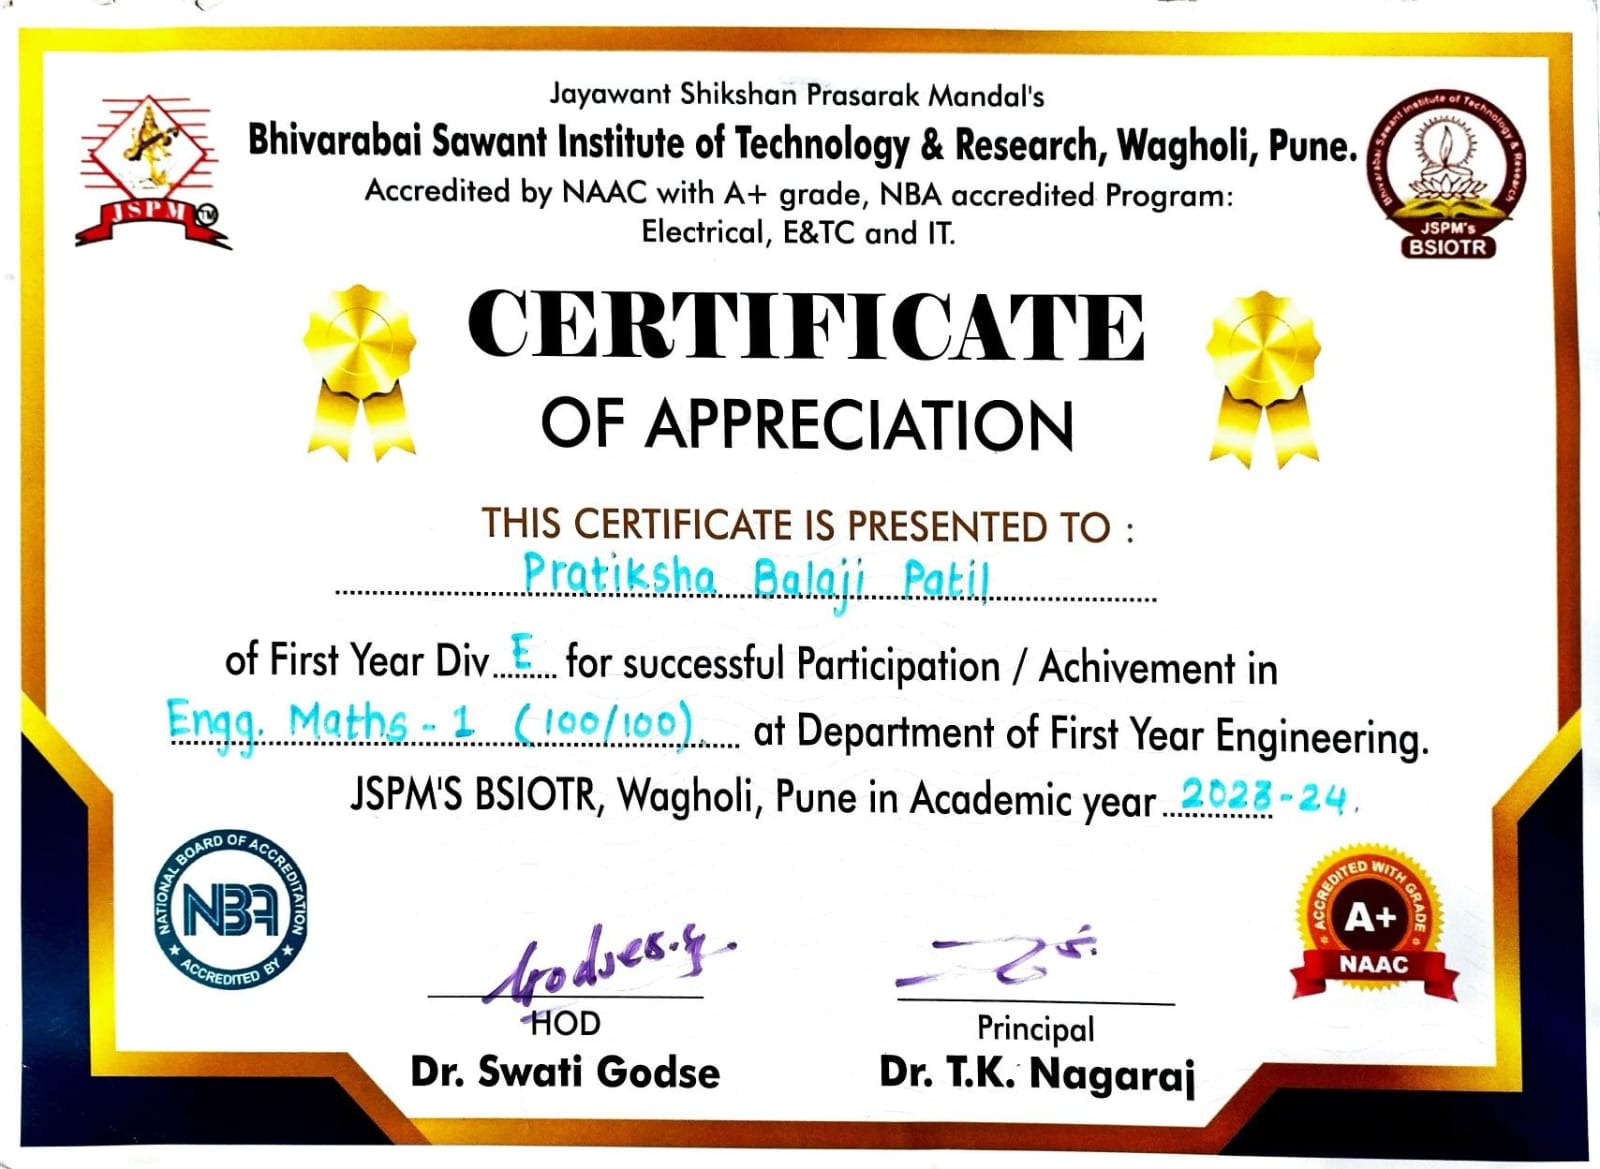 Jayawant Shikshan Prasarak Mandal's
Bhivarabai Sawant Institute of Technology & Research, Wagholi, Pune.
Accredited by NAAC with A+ grade, NBA accredited Program:
Electrical, E&TC and IT.
JSPM TM
Bhivarabai Sawant Institute of Technology & Research
JSPM's
BSIOTR
CERTIFICATE
OF APPRECIATION
THIS CERTIFICATE IS PRESENTED TO :
Pratiksha Balaji Patil
of First Year Div. E for successful Participation / Achivement in
Engg. Maths - 1 (100/100). at Department of First Year Engineering.
JSPM'S BSIOTR, Wagholi, Pune in Academic year 2023-24.
NATIONAL BOARD OF ACCREDITATION
NBA
ACCREDITED BY
ACCREDITED WITH GRADE
A+
NAAC
Godse S.Y.
HOD
Dr. Swati Godse
Principal
Dr. T.K. Nagaraj